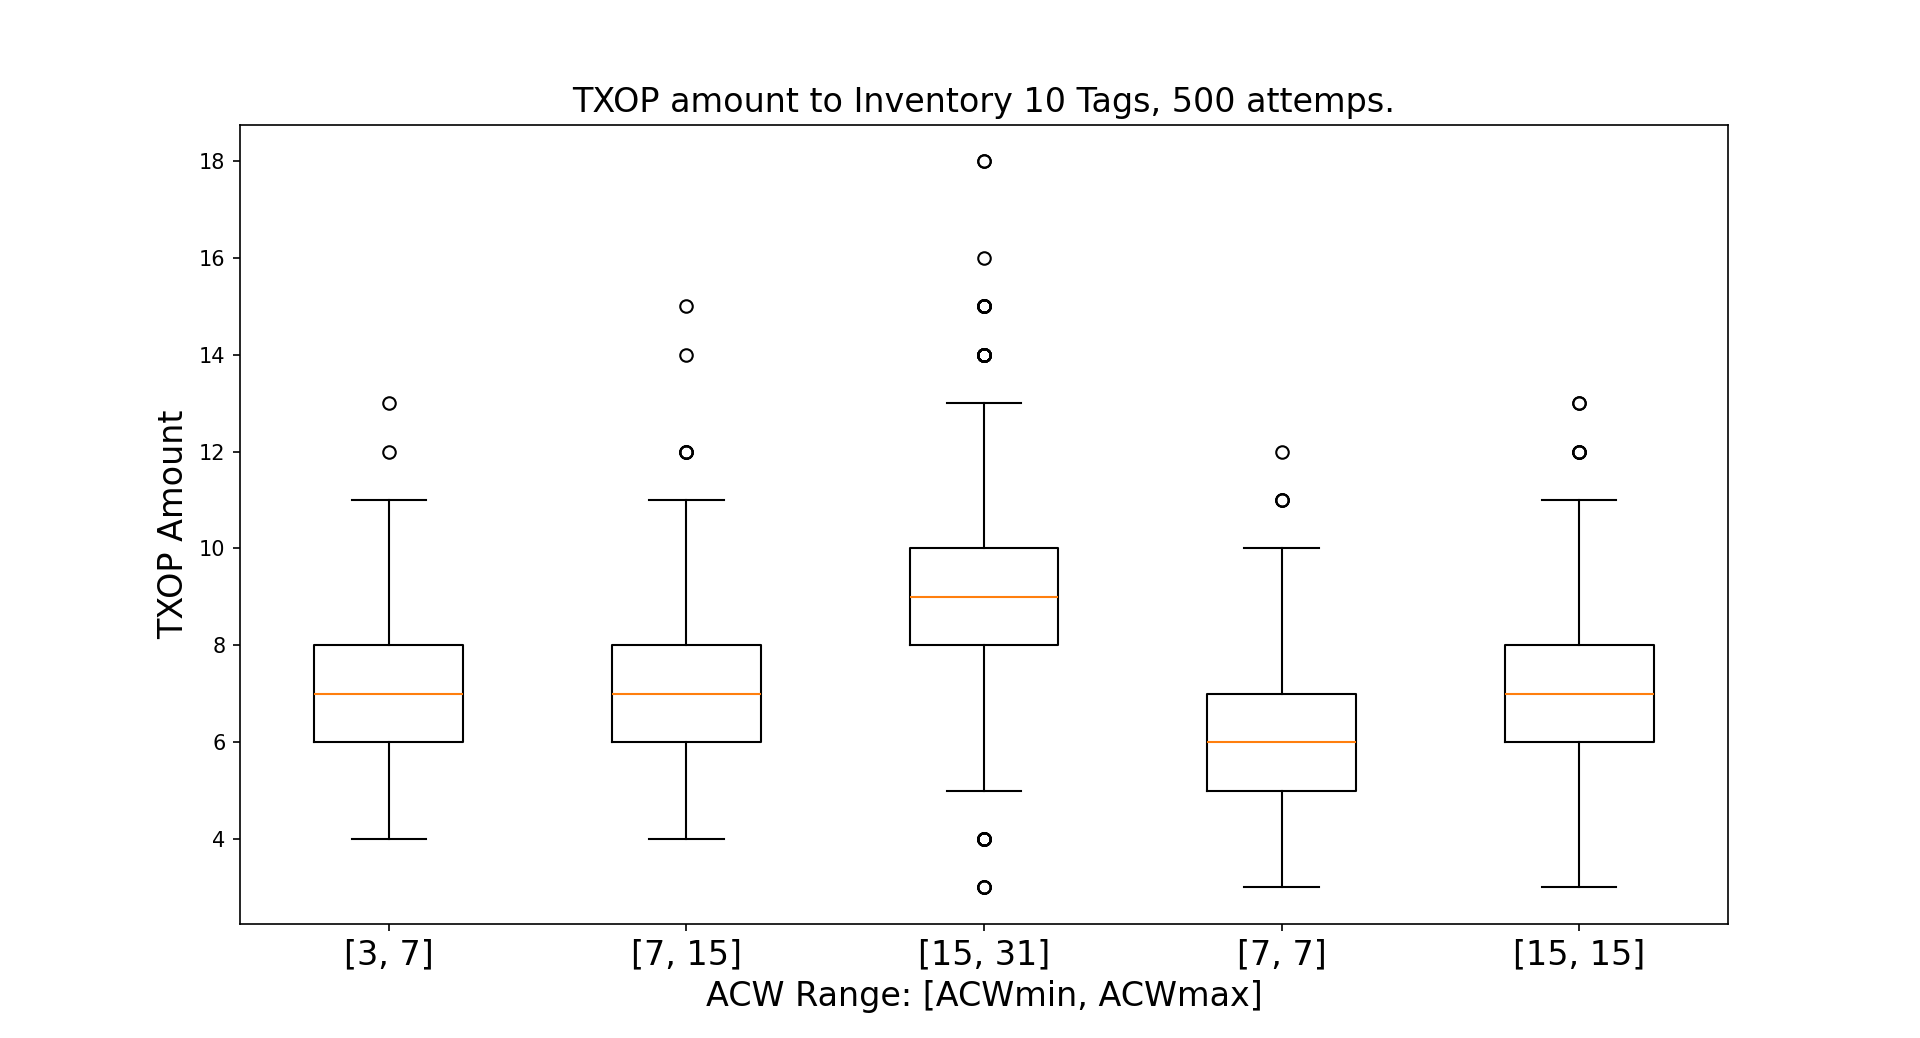 TXOP amount to Inventory 10 Tags, 500 attemps.
TXOP Amount
18
16
14
12
10
8
6
4
[3, 7] [7, 15] [15, 31] [7, 7] [15, 15]
ACW Range: [ACWmin, ACWmax]